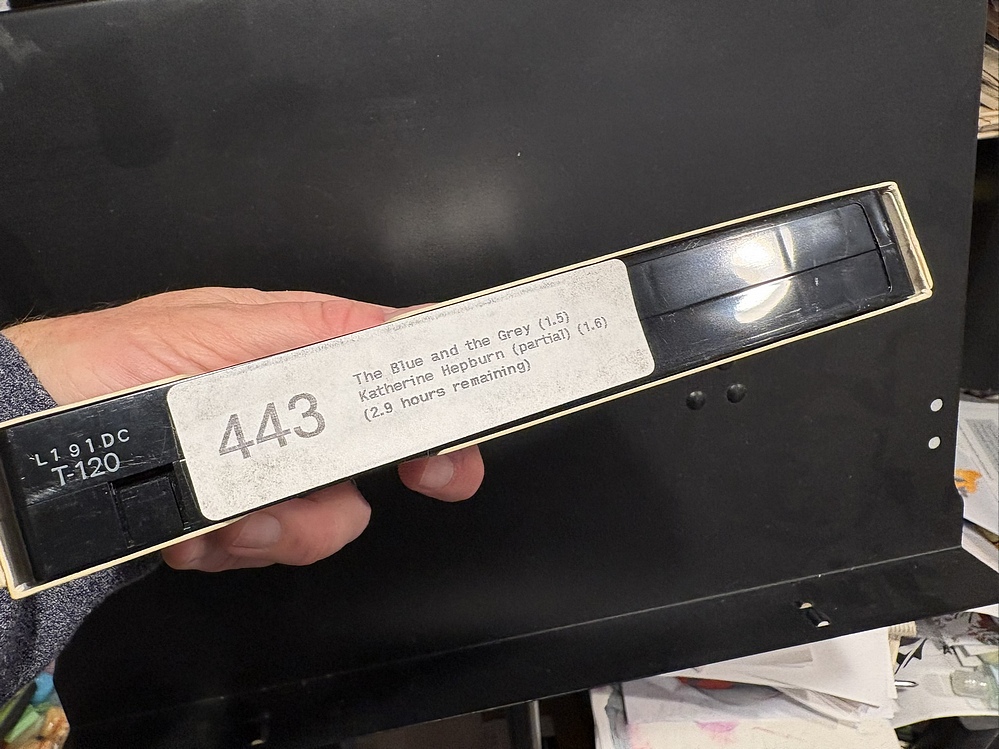 L191DC
T-120
443
The Blue and the Grey (1.5)
Katherine Hepburn (partial) (1.6)
(2.9 hours remaining)